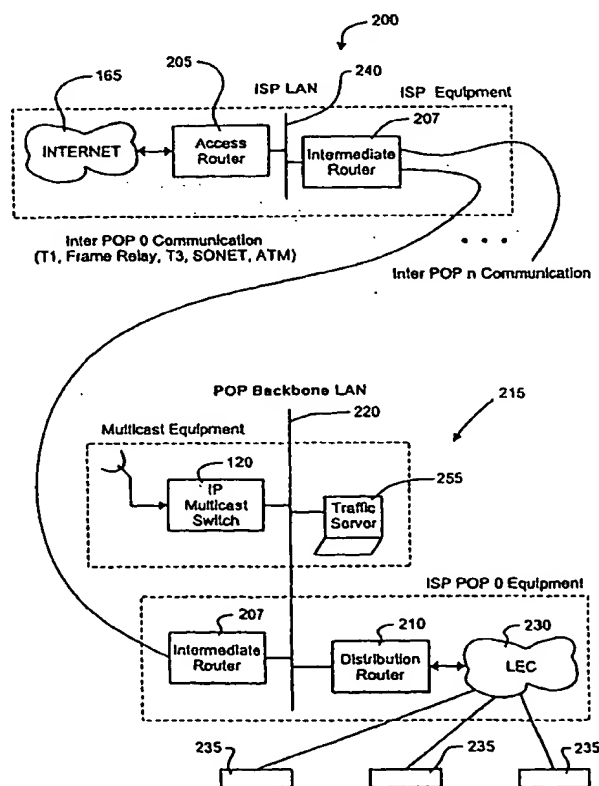 200
165
205
ISP LAN
240
ISP Equipment
207
INTERNET
Access
Router
Intermediate
Router
Inter POP 0 Communication
(T1, Frame Relay, T3, SONET, ATM)
Inter POP n Communication
POP Backbone LAN
220
215
Multicast Equipment
120
255
IP
Multicast
Switch
Traffic
Server
ISP POP 0 Equipment
207
210
230
Intermediate
Router
Distribution
Router
LEC
235
235
235